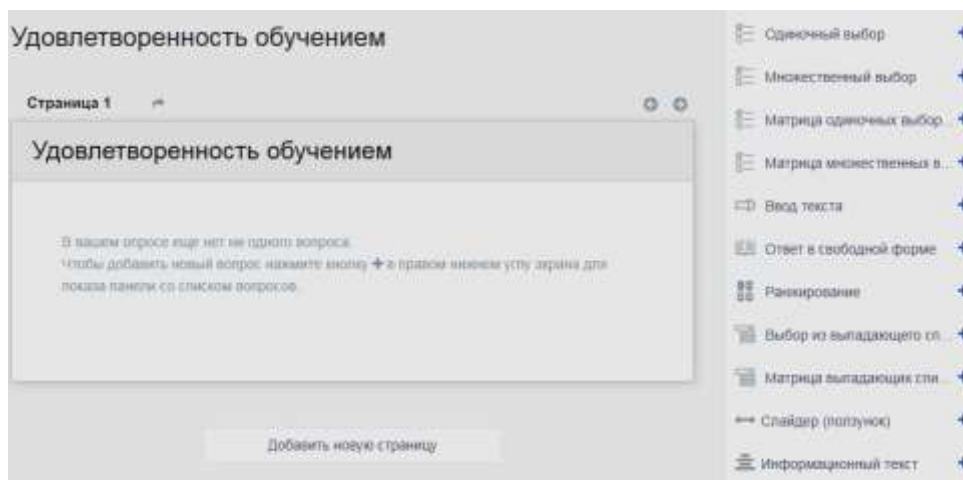 Удовлетворенность обучением
Страница 1
Удовлетворенность обучением
В вашем опросе еще нет ни одного вопроса.
Чтобы добавить новый вопрос нажмите кнопку + в правом нижнем углу экрана для
показа панели со списком вопросов.
Добавить новую страницу
Одиночный выбор
Множественный выбор
Матрица одиночных выбор...
Матрица множественных в...
Ввод текста
Ответ в свободной форме
Ранжирование
Выбор из выпадающего сп...
Матрица выпадающих спи...
Слайдер (ползунок)
Информационный текст